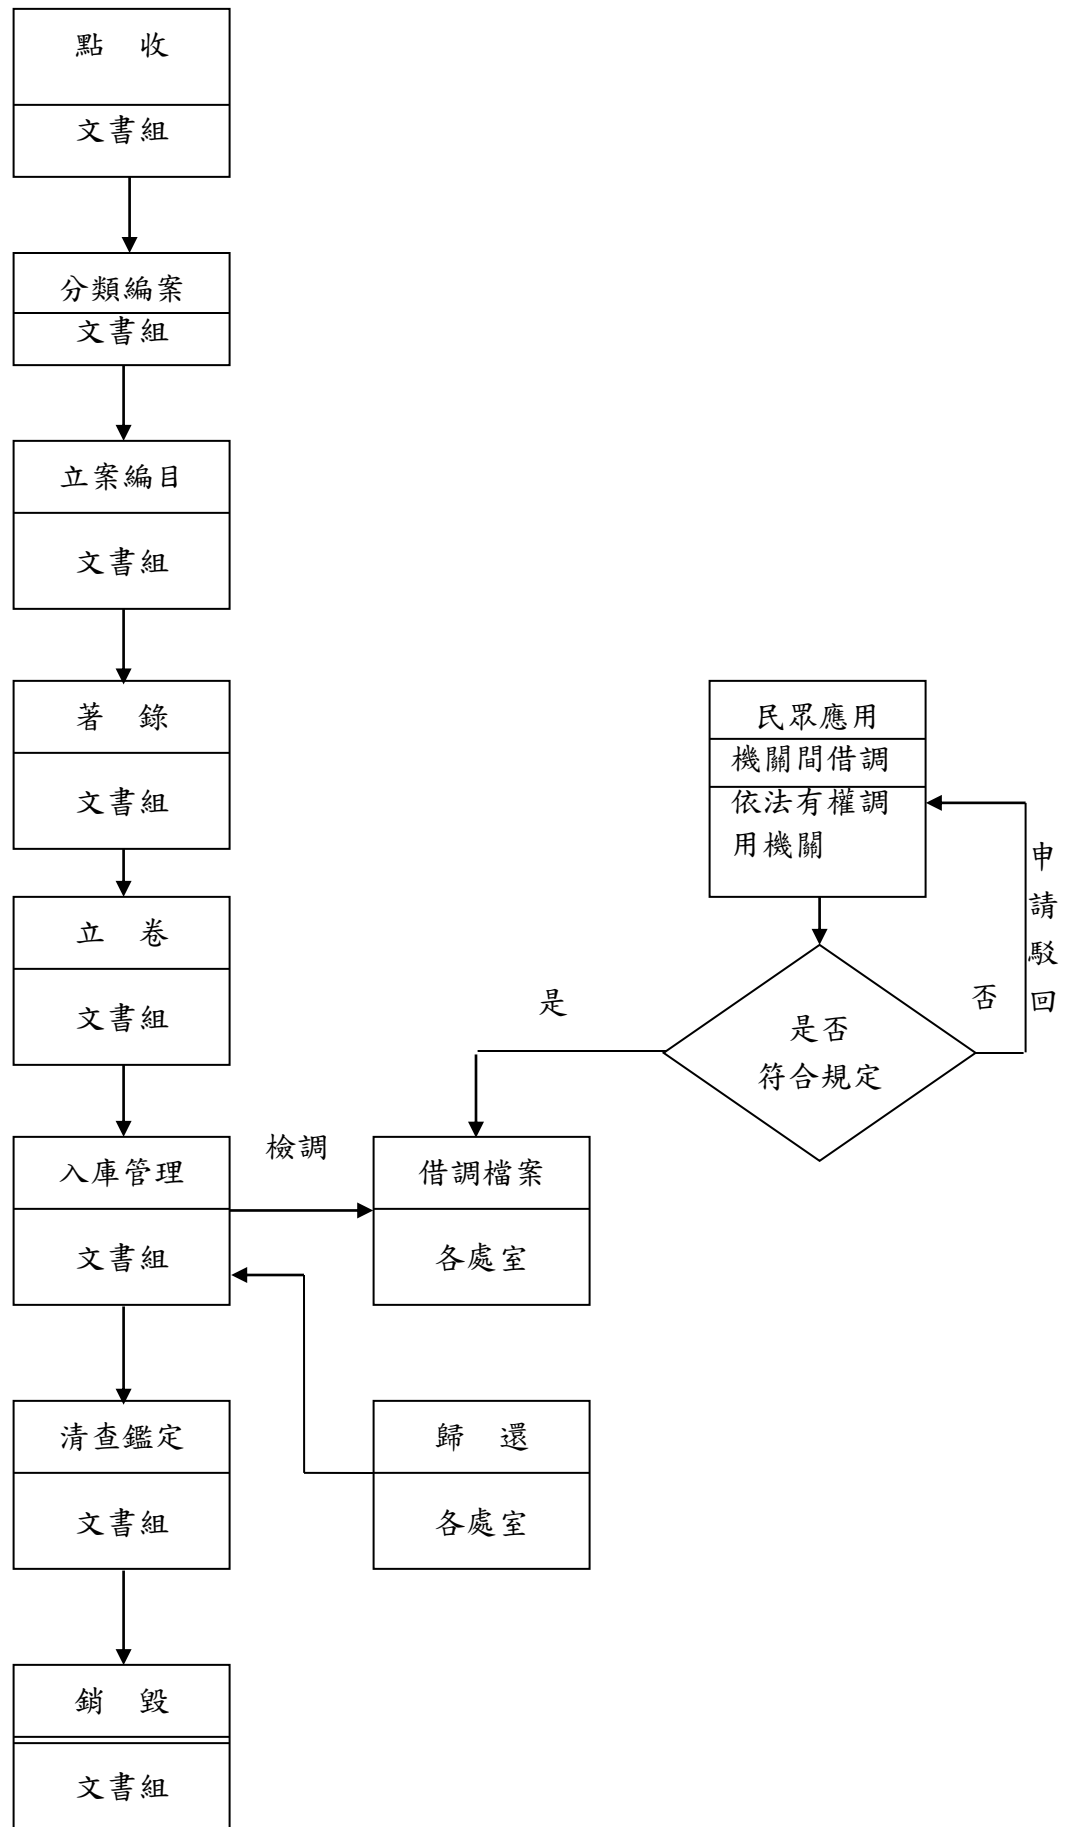 點　收
文書組
分類編案
文書組
立案編目
文書組
著　錄
文書組
立　卷
文書組
入庫管理
文書組
清查鑑定
文書組
銷　毀
文書組
檢調
借調檔案
各處室
歸　還
各處室
民眾應用
機關間借調
依法有權調
用機關
是否
符合規定
是
否
申請駁回